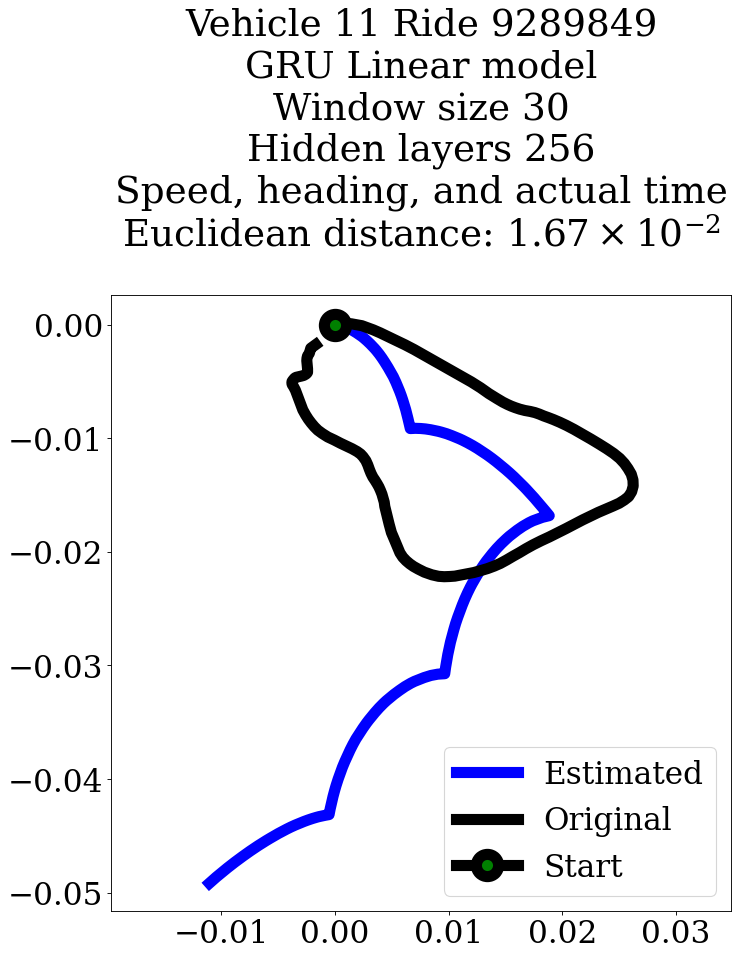 Vehicle 11 Ride 9289849
GRU Linear model
Window size 30
Hidden layers 256
Speed, heading, and actual time
Euclidean distance: 1.67 × 10⁻²
0.00
−0.01
−0.02
−0.03
−0.04
−0.05
Estimated
Original
Start
−0.01 0.00 0.01 0.02 0.03